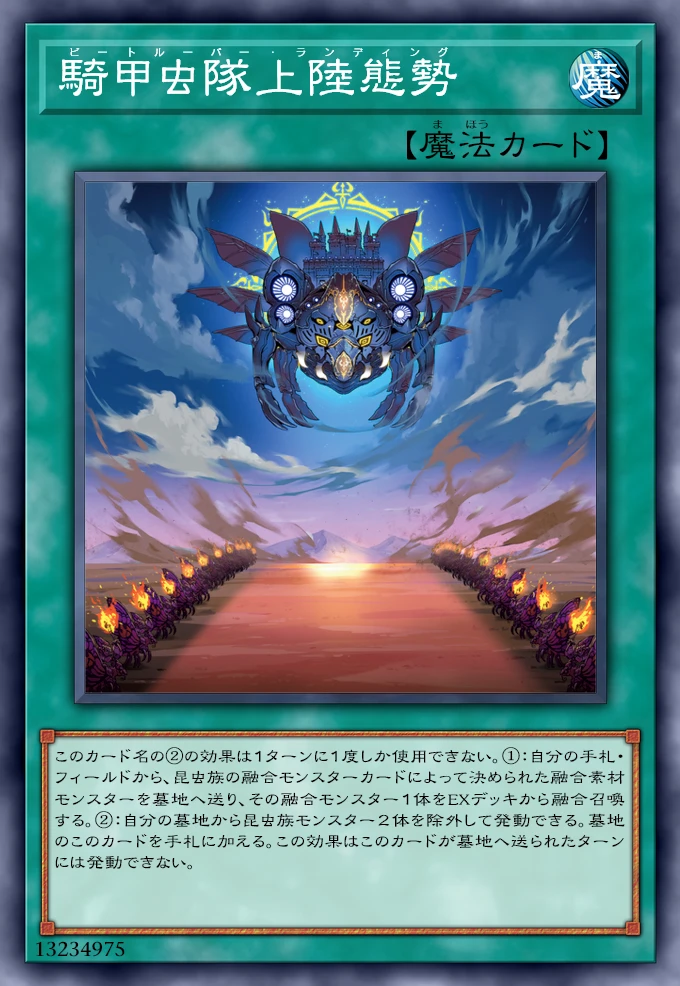 ビートルーパー・ランディング
騎甲虫隊上陸態勢
ま
魔
まほう
【魔法カード】
このカード名の②の効果は1ターンに1度しか使用できない。①：自分の手札・
フィールドから、昆虫族の融合モンスターカードによって決められた融合素材
モンスターを墓地へ送り、その融合モンスター1体をEXデッキから融合召喚
する。②：自分の墓地から昆虫族モンスター2体を除外して発動できる。墓地
のこのカードを手札に加える。この効果はこのカードが墓地へ送られたターン
には発動できない。
13234975